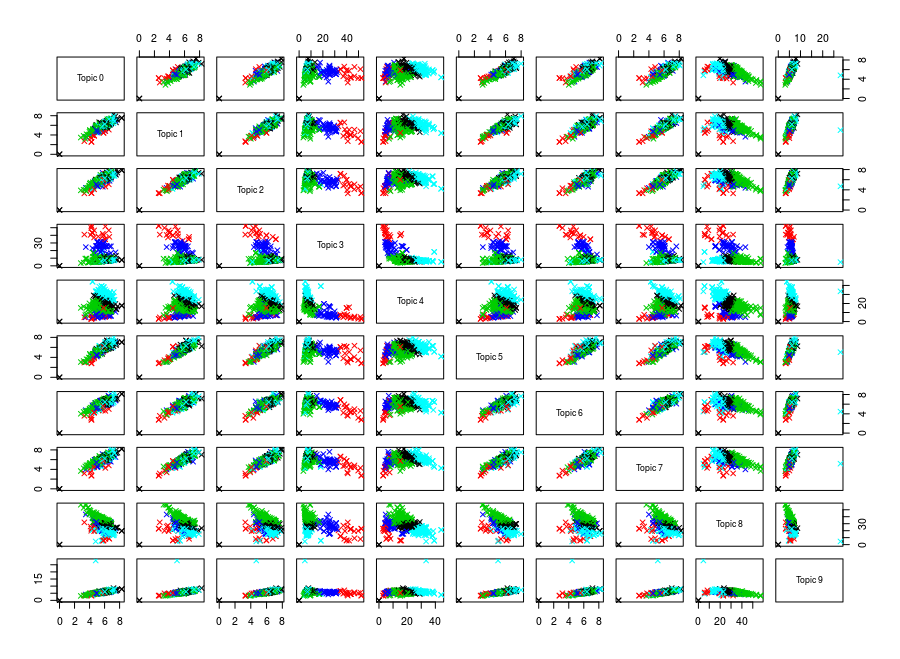 0 2 4 6 8 0 20 40 0 2 4 6 8 0 2 4 6 8 0 10 20
Topic 0
0 4 8
0 4 8
Topic 1
Topic 2
0 4 8
0 30
Topic 3
Topic 4
0 20
0 4 8
Topic 5
Topic 6
0 4 8
0 4 8
Topic 7
Topic 8
0 30
0 15
Topic 9
0 2 4 6 8 0 2 4 6 8 0 10 20 30 40 0 2 4 6 8 0 20 40